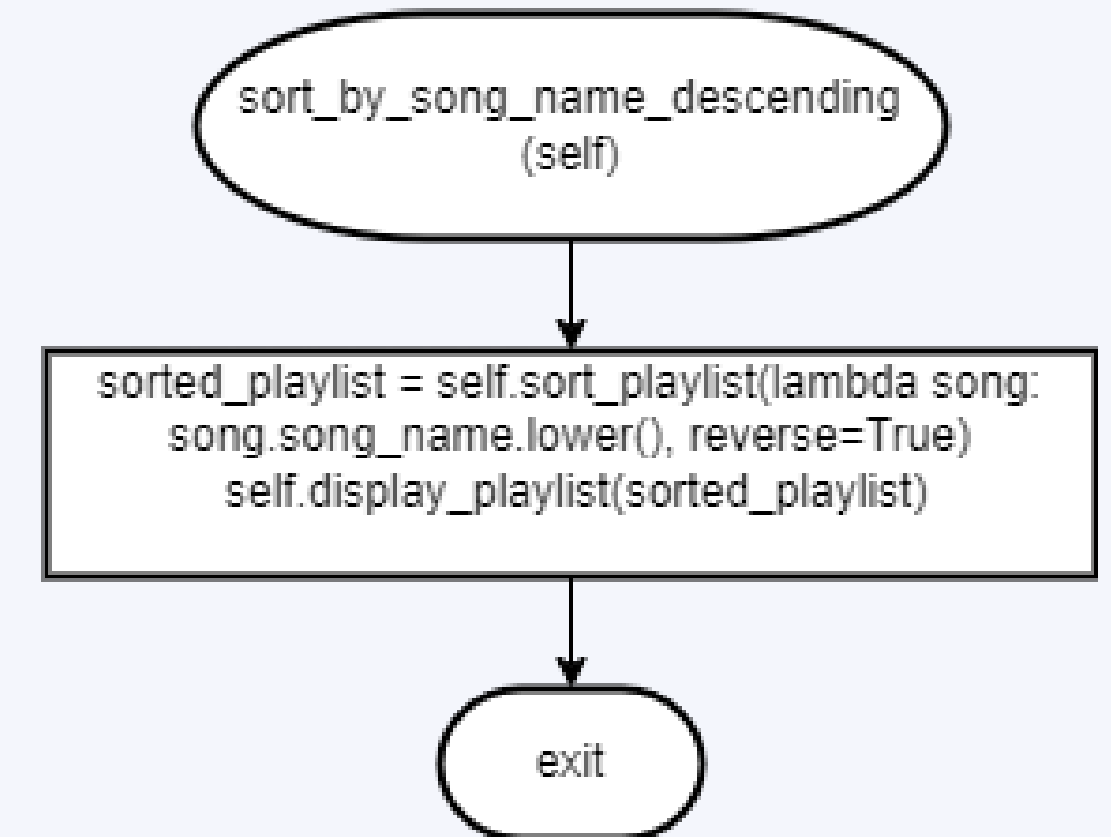 sort_by_song_name_descending
(self)
sorted_playlist = self.sort_playlist(lambda song:
song.song_name.lower(), reverse=True)
self.display_playlist(sorted_playlist)
exit